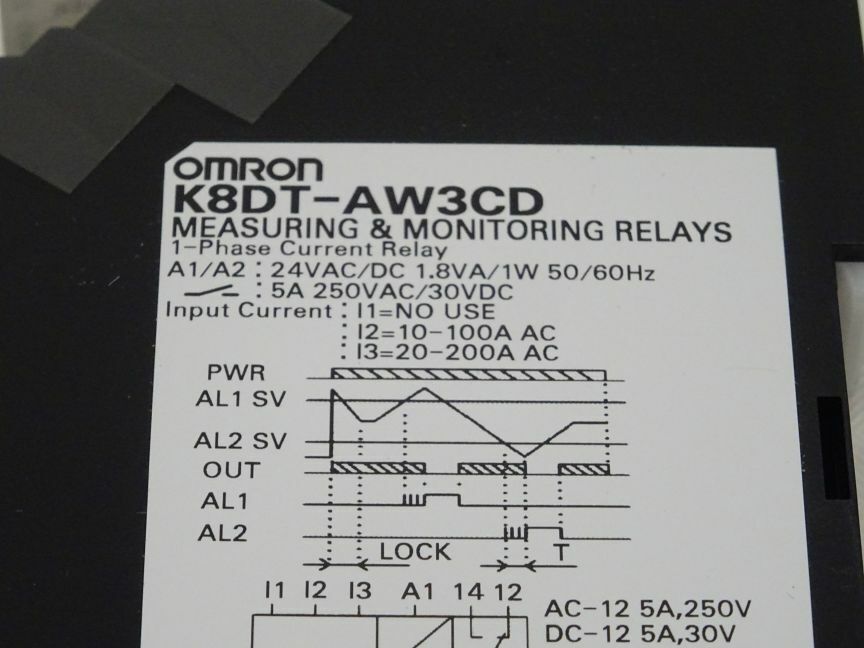 OMRON
K8DT-AW3CD
MEASURING & MONITORING RELAYS
1-Phase Current Relay
A1/A2 : 24VAC/DC 1.8VA/1W 50/60Hz
: 5A 250VAC/30VDC
Input Current : I1=NO USE
: I2=10-100A AC
: I3=20-200A AC
PWR
AL1 SV
AL2 SV
OUT
AL1
AL2
LOCK T
I1 I2 I3 A1 14 12
AC-12 5A,250V
DC-12 5A,30V